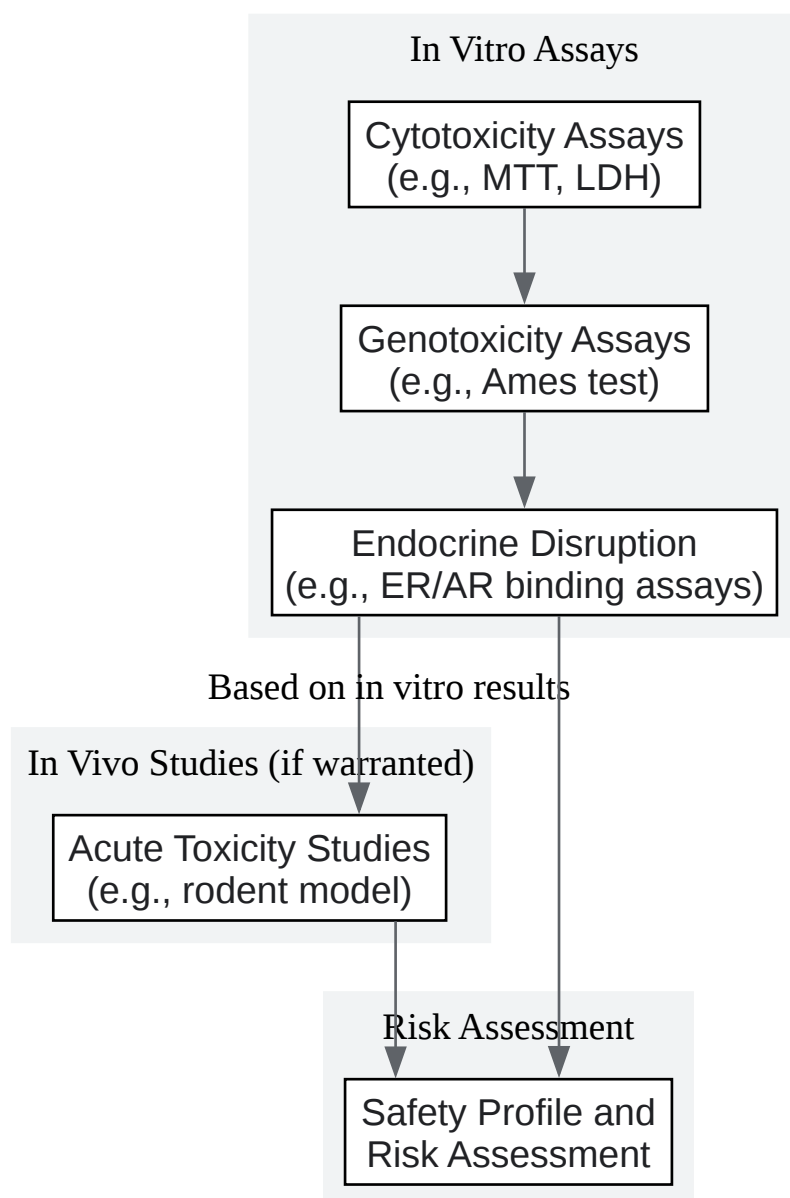 In Vitro Assays
Cytotoxicity Assays
(e.g., MTT, LDH)
Genotoxicity Assays
(e.g., Ames test)
Endocrine Disruption
(e.g., ER/AR binding assays)
Based on in vitro results
In Vivo Studies (if warranted)
Acute Toxicity Studies
(e.g., rodent model)
Risk Assessment
Safety Profile and
Risk Assessment